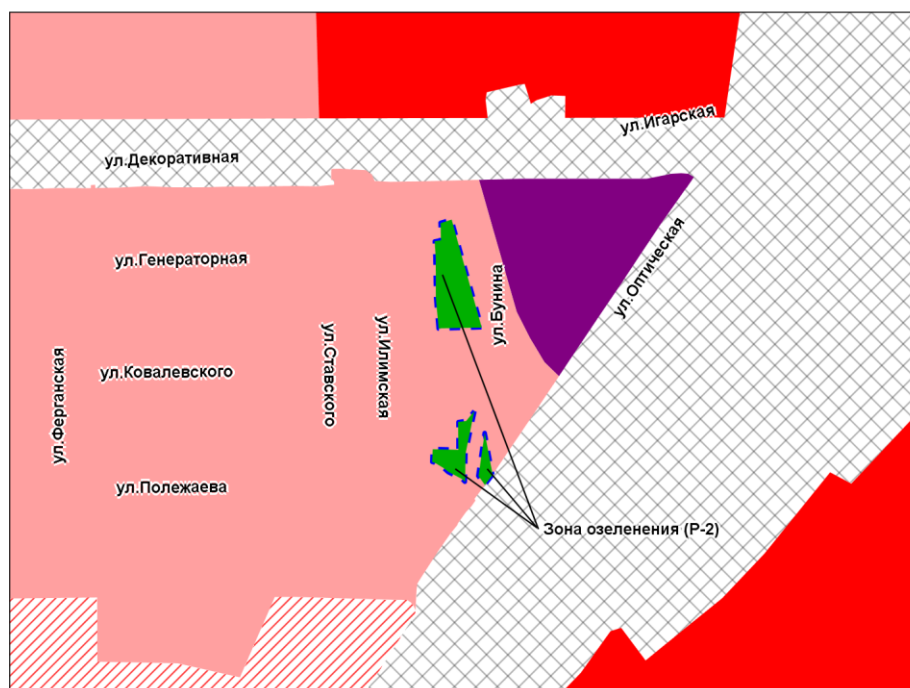 ул.Игарская
ул.Декоративная
ул.Генераторная
ул.Оптическая
ул.Бунина
ул.Ферганская
ул.Ковалевского
ул.Ставского
ул.Илимская
ул.Полежаева
Зона озеленения (Р-2)